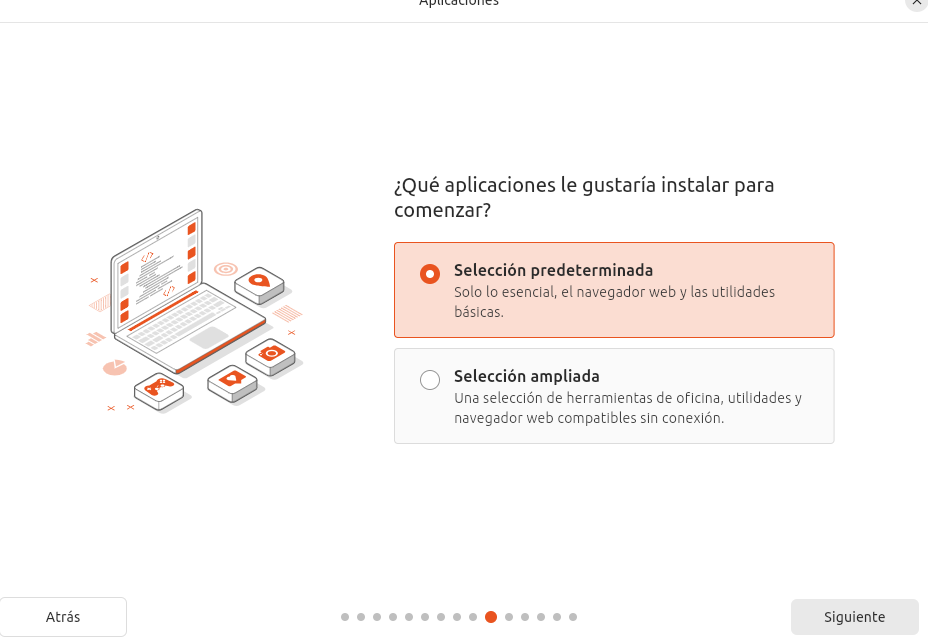 Aplicaciones
¿Qué aplicaciones le gustaría instalar para
comenzar?
Selección predeterminada
Solo lo esencial, el navegador web y las utilidades
básicas.
Selección ampliada
Una selección de herramientas de oficina, utilidades y
navegador web compatibles sin conexión.
Atrás
Siguiente